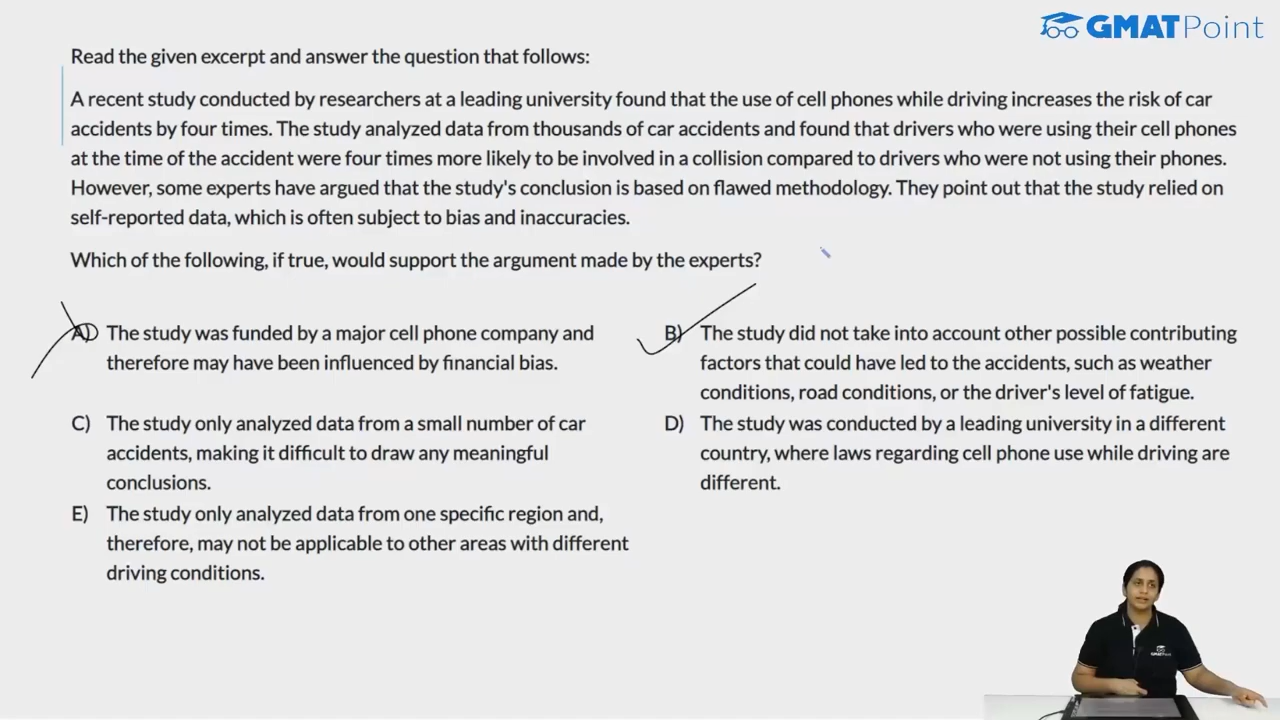 GMAT Point
Read the given excerpt and answer the question that follows:
A recent study conducted by researchers at a leading university found that the use of cell phones while driving increases the risk of car
accidents by four times. The study analyzed data from thousands of car accidents and found that drivers who were using their cell phones
at the time of the accident were four times more likely to be involved in a collision compared to drivers who were not using their phones.
However, some experts have argued that the study's conclusion is based on flawed methodology. They point out that the study relied on
self-reported data, which is often subject to bias and inaccuracies.
Which of the following, if true, would support the argument made by the experts?
A) The study was funded by a major cell phone company and
therefore may have been influenced by financial bias.
B) The study did not take into account other possible contributing
factors that could have led to the accidents, such as weather
conditions, road conditions, or the driver's level of fatigue.
C) The study only analyzed data from a small number of car
accidents, making it difficult to draw any meaningful
conclusions.
D) The study was conducted by a leading university in a different
country, where laws regarding cell phone use while driving are
different.
E) The study only analyzed data from one specific region and,
therefore, may not be applicable to other areas with different
driving conditions.
GMATPoint